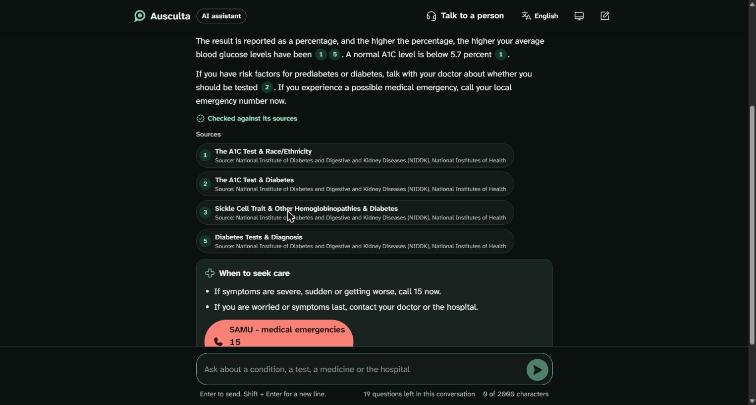 Ausculta
AI assistant
Talk to a person
English
The result is reported as a percentage, and the higher the percentage, the higher your average
blood glucose levels have been 1 5 . A normal A1C level is below 5.7 percent 1 .
If you have risk factors for prediabetes or diabetes, talk with your doctor about whether you
should be tested 2 . If you experience a possible medical emergency, call your local
emergency number now.
Checked against its sources
Sources
1 The A1C Test & Race/Ethnicity
Source: National Institute of Diabetes and Digestive and Kidney Diseases (NIDDK), National Institutes of Health
2 The A1C Test & Diabetes
Source: National Institute of Diabetes and Digestive and Kidney Diseases (NIDDK), National Institutes of Health
3 Sickle Cell Trait & Other Hemoglobinopathies & Diabetes
Source: National Institute of Diabetes and Digestive and Kidney Diseases (NIDDK), National Institutes of Health
5 Diabetes Tests & Diagnosis
Source: National Institute of Diabetes and Digestive and Kidney Diseases (NIDDK), National Institutes of Health
When to seek care
• If symptoms are severe, sudden or getting worse, call 15 now.
• If you are worried or symptoms last, contact your doctor or the hospital.
SAMU - medical emergencies
15
Ask about a condition, a test, a medicine or the hospital
Enter to send. Shift + Enter for a new line.
19 questions left in this conversation
0 of 2000 characters